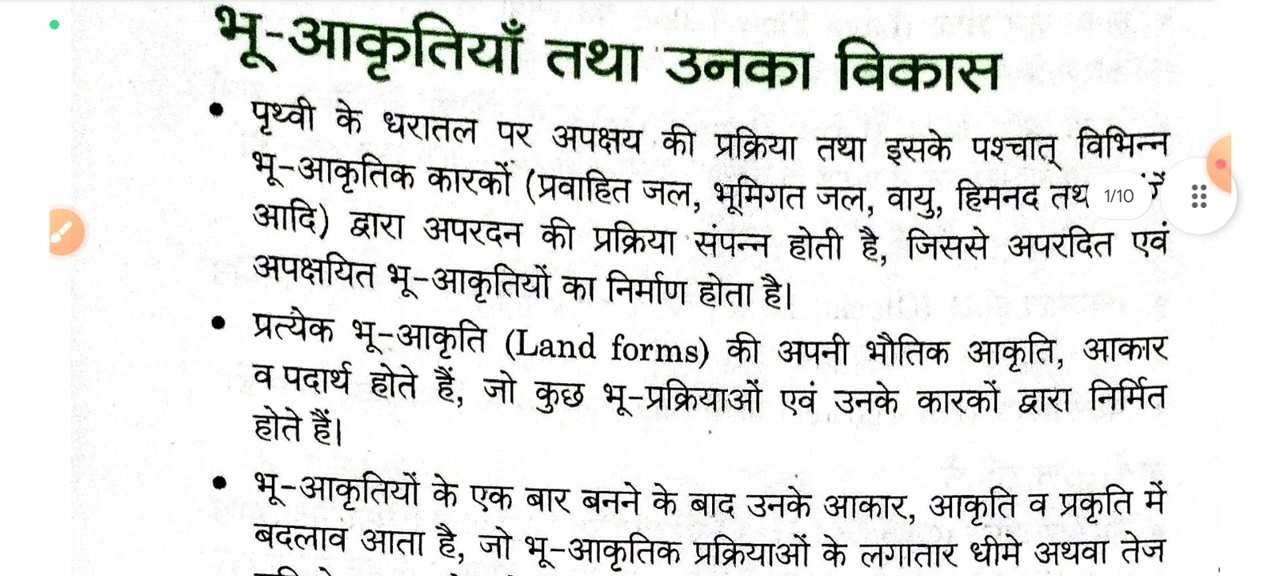 भू-आकृतियाँ तथा उनका विकास
• पृथ्वी के धरातल पर अपक्षय की प्रक्रिया तथा इसके पश्चात् विभिन्न
भू-आकृतिक कारकों (प्रवाहित जल, भूमिगत जल, वायु, हिमनद
1/10
आदि) द्वारा अपरदन की प्रक्रिया संपन्न होती है, जिससे अपरदित एवं
अपक्षयित भू-आकृतियों का निर्माण होता है।
• प्रत्येक भू-आकृति (Land forms) की अपनी भौतिक आकृति, आकार
व पदार्थ होते हैं, जो कुछ भू-प्रक्रियाओं एवं उनके कारकों द्वारा निर्मित
होते हैं।
• भू-आकृतियों के एक बार बनने के बाद उनके आकार, आकृति व प्रकृति में
बदलाव आता है, जो भू-आकृतिक प्रक्रियाओं के लगातार धीमे अथवा तेज